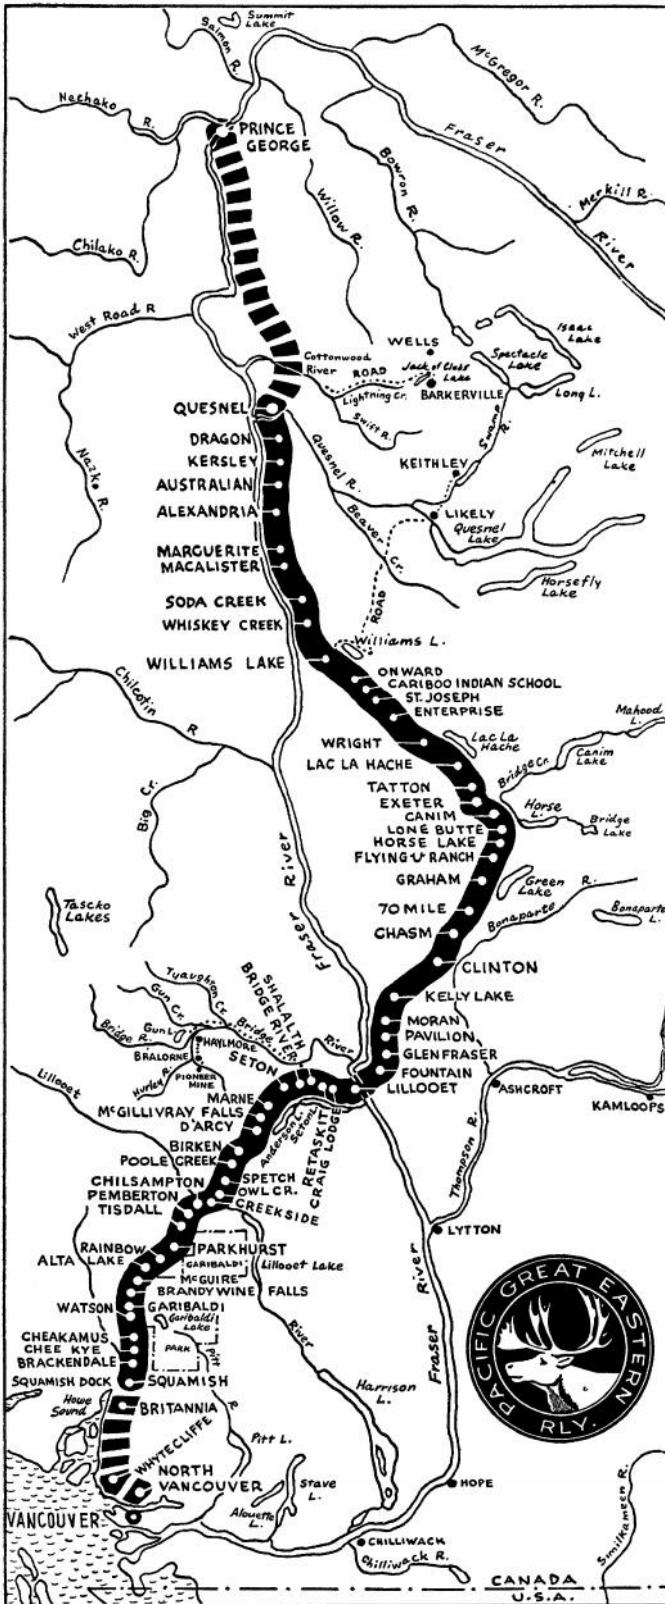 Summit
Lake
Salmon R.
McGregor R.
Nechako R.
PRINCE
GEORGE
Fraser
River
Bowron R.
Willow R.
Merkill R.
Chilako R.
West Road R
Isaac
Lake
WELLS
Spectacle
Lake
Cottonwood
River
ROAD
Jack of Clubs
Lake
BARKERVILLE
Long L.
Lightning Cr.
QUESNEL
Swift R.
Swamp R.
DRAGON
KERSLEY
Quesnel R.
KEITHLEY
Mitchell
Lake
Nazko R.
AUSTRALIAN
ALEXANDRIA
LIKELY
Quesnel
Lake
Beaver Cr.
MARGUERITE
MACALISTER
Horsefly
Lake
SODA CREEK
ROAD
WHISKEY CREEK
Williams L.
WILLIAMS LAKE
ONWARD
CARIBOO INDIAN SCHOOL
ST. JOSEPH
ENTERPRISE
Chilcotin
R
WRIGHT
Lac La
Hache
Mahood
L.
LAC LA HACHE
Canim
Lake
Bridge Cr.
TATTON
EXETER
CANIM
Horse
L.
Bridge
Lake
LONE BUTTE
HORSE LAKE
FLYING U RANCH
Big Cr.
GRAHAM
Green
Lake
Fraser River
Taseko
Lakes
70 MILE
Bonaparte R.
Bonaparte
L.
CHASM
CLINTON
Tyaughton Cr.
Gun Cr.
SHALALTH
BRIDGE RIVER
KELLY LAKE
Bridge R.
Gun L.
Bridge
River
MORAN
PAVILION
HAYLMORE
BRALORNE
SETON
GLEN FRASER
FOUNTAIN
Hurley R.
PIONEER
MINE
LILLOOET
ASHCROFT
KAMLOOPS
Lillooet
MARNE
McGILLIVRAY FALLS
D'ARCY
Anderson L.
Seton L.
RETASKIT
CRAIG LODGE
BIRKEN
POOLE CREEK
Thompson R.
CHILSAMPTON
SPETCH
OWL CR.
PEMBERTON
CREEKSIDE
TISDALL
LYTTON
RAINBOW
PARKHURST
ALTA LAKE
GARIBALDI
Lillooet Lake
McGUIRE
BRANDYWINE FALLS
WATSON
GARIBALDI
Garibaldi
Lake
River
Fraser
River
CHEAKAMUS
CHEE KYE
BRACKENDALE
PARK
Pitt
R.
SQUAMISH DOCK
SQUAMISH
Harrison
L.
Howe
Sound
BRITANNIA
PACIFIC GREAT EASTERN
RLY.
WHYTECLIFFE
Pitt L.
NORTH
VANCOUVER
Stave
L.
HOPE
Alouette
L.
VANCOUVER
CHILLIWACK
Chilliwack R.
Similkameen R.
CANADA
U.S.A.